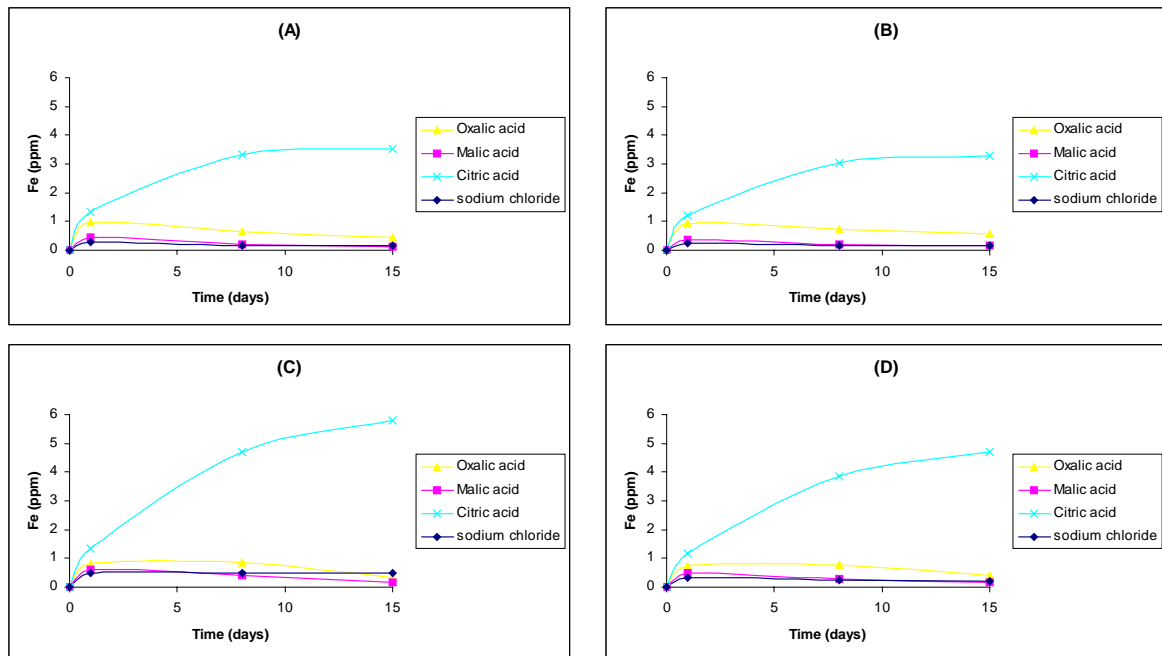 (A)
6
5
4
3
2
1
0
Fe (ppm)
0 5 10 15
Time (days)
Oxalic acid
Malic acid
Citric acid
sodium chloride
(B)
6
5
4
3
2
1
0
Fe (ppm)
0 5 10 15
Time (days)
Oxalic acid
Malic acid
Citric acid
sodium chloride
(C)
6
5
4
3
2
1
0
Fe (ppm)
0 5 10 15
Time (days)
Oxalic acid
Malic acid
Citric acid
sodium chloride
(D)
6
5
4
3
2
1
0
Fe (ppm)
0 5 10 15
Time (days)
Oxalic acid
Malic acid
Citric acid
sodium chloride